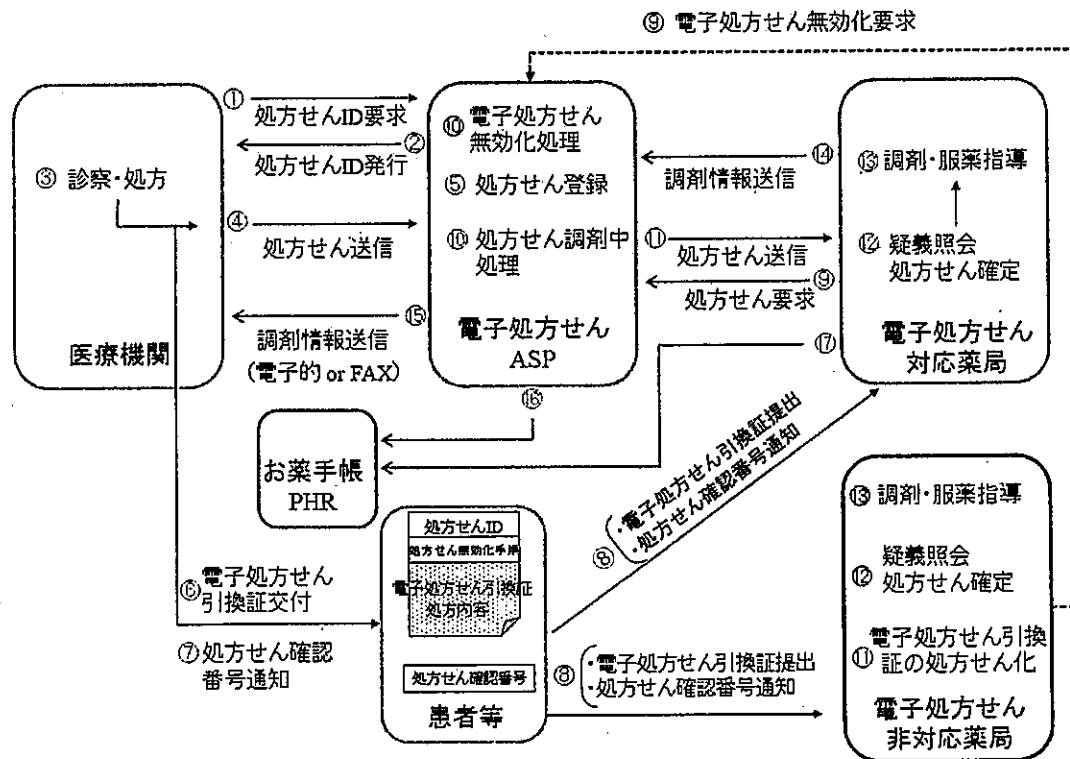 ⑨ 電子処方せん無効化要求
①
処方せんID要求
②
処方せんID発行
③ 診察・処方
④
処方せん送信
⑮
調剤情報送信
(電子的 or FAX)
医療機関
⑩ 電子処方せん
無効化処理
⑤ 処方せん登録
⑩ 処方せん調剤中
処理
電子処方せん
ASP
⑭
調剤情報送信
⑪
処方せん送信
⑨
処方せん要求
⑰
⑬ 調剤・服薬指導
⑫ 疑義照会
処方せん確定
電子処方せん
対応薬局
⑯
お薬手帳
PHR
⑧
・電子処方せん引換証提出
・処方せん確認番号通知
⑥ 電子処方せん
引換証交付
⑦ 処方せん確認
番号通知
処方せんID
処方せん無効化手順
電子処方せん引換証
処方内容
処方せん確認番号
患者等
⑧
・電子処方せん引換証提出
・処方せん確認番号通知
⑬ 調剤・服薬指導
⑫ 疑義照会
処方せん確定
⑪ 電子処方せん引換
証の処方せん化
電子処方せん
非対応薬局